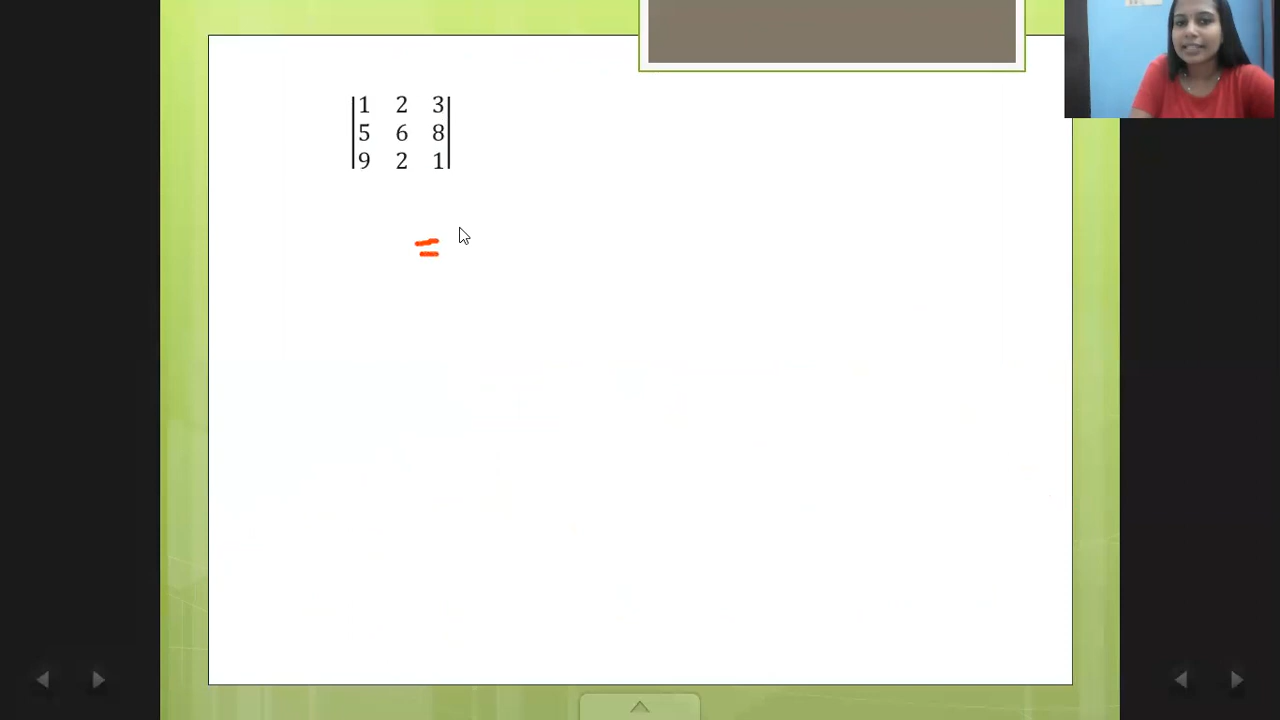 |1 2 3|
|5 6 8|
|9 2 1|
=